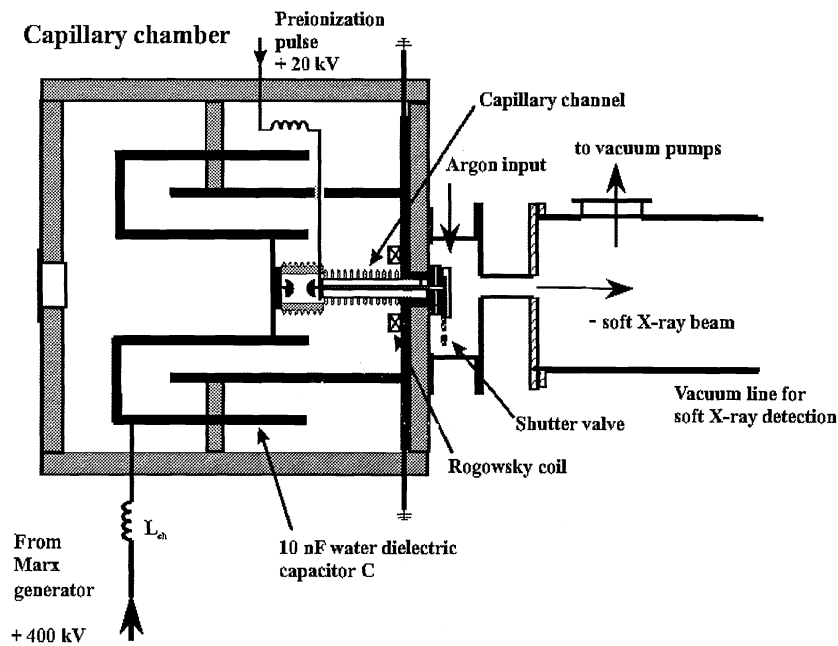 Capillary chamber
Preionization
pulse
+ 20 kV
Capillary channel
Argon input
to vacuum pumps
- soft X-ray beam
Vacuum line for
soft X-ray detection
Shutter valve
Rogowsky coil
10 nF water dielectric
capacitor C
L_ch
From
Marx
generator
+ 400 kV